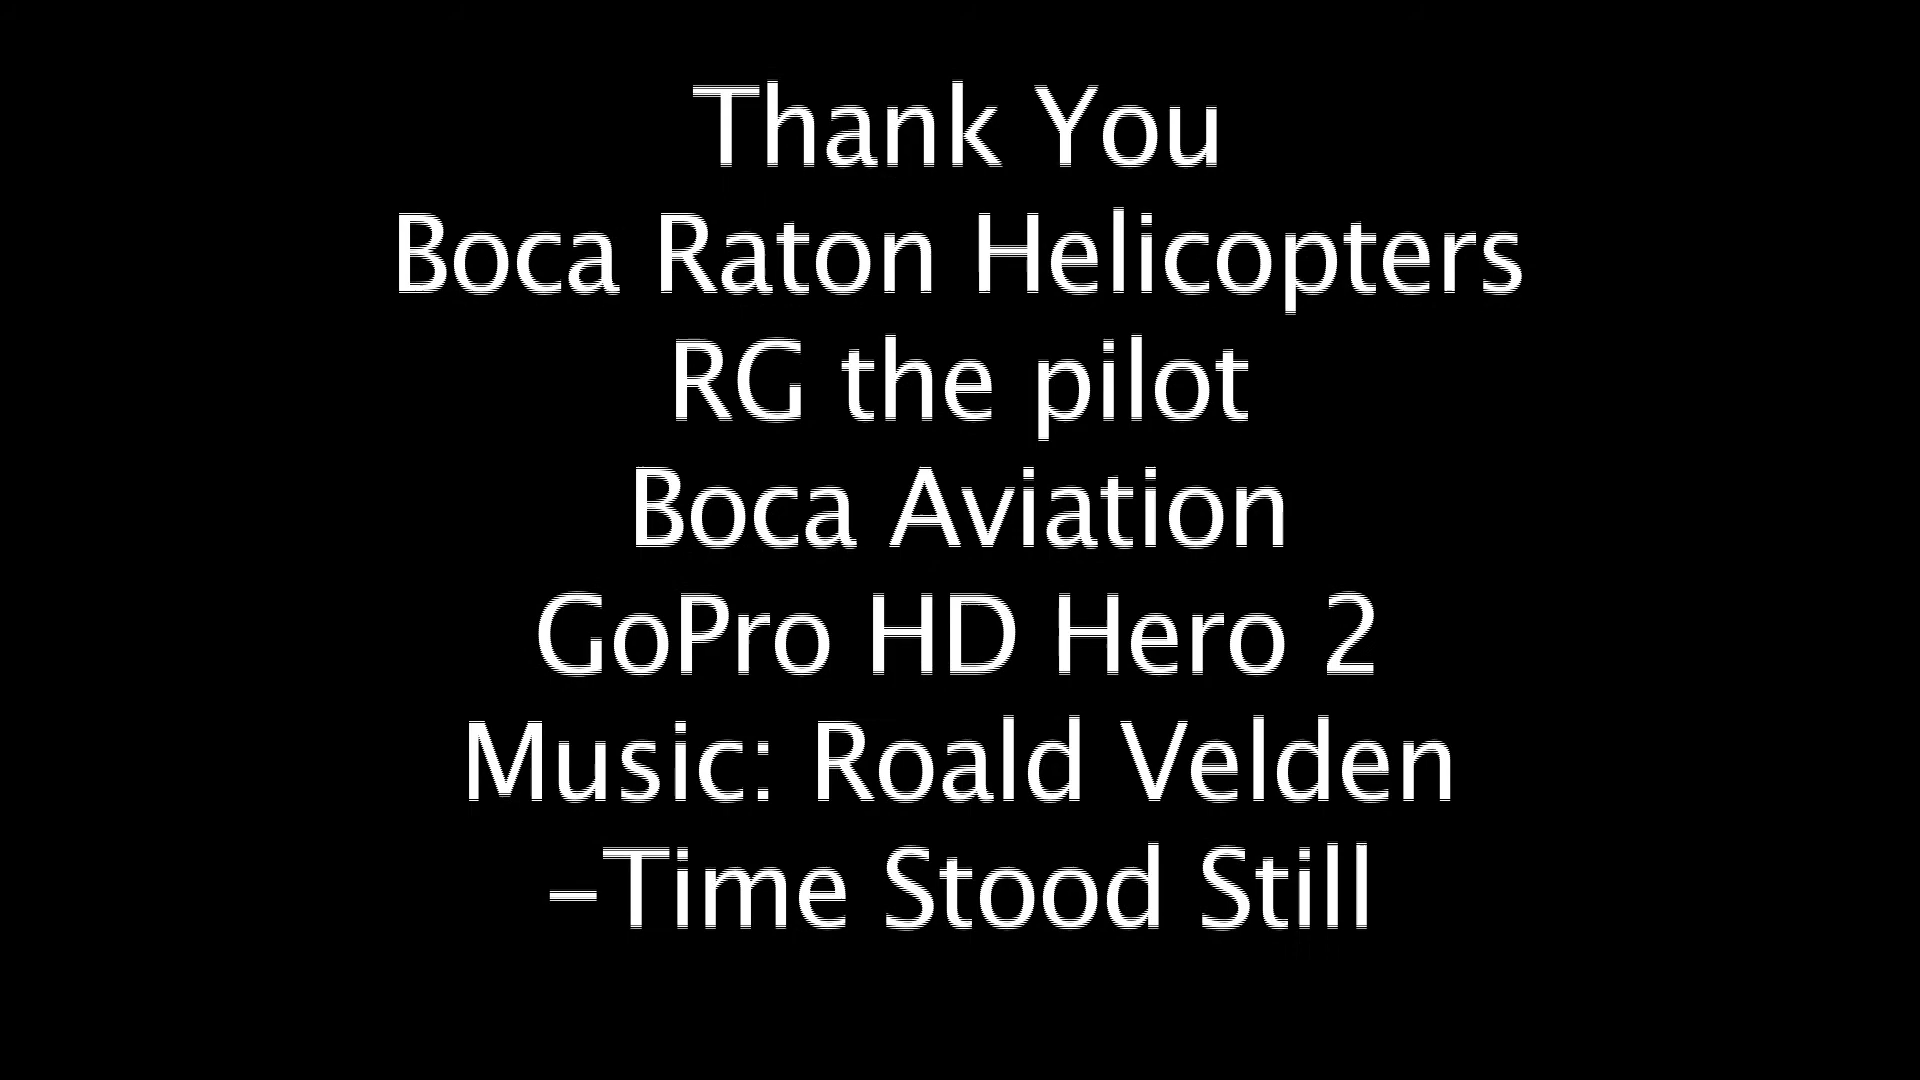 Thank You
Boca Raton Helicopters
RG the pilot
Boca Aviation
GoPro HD Hero 2
Music: Roald Velden
-Time Stood Still